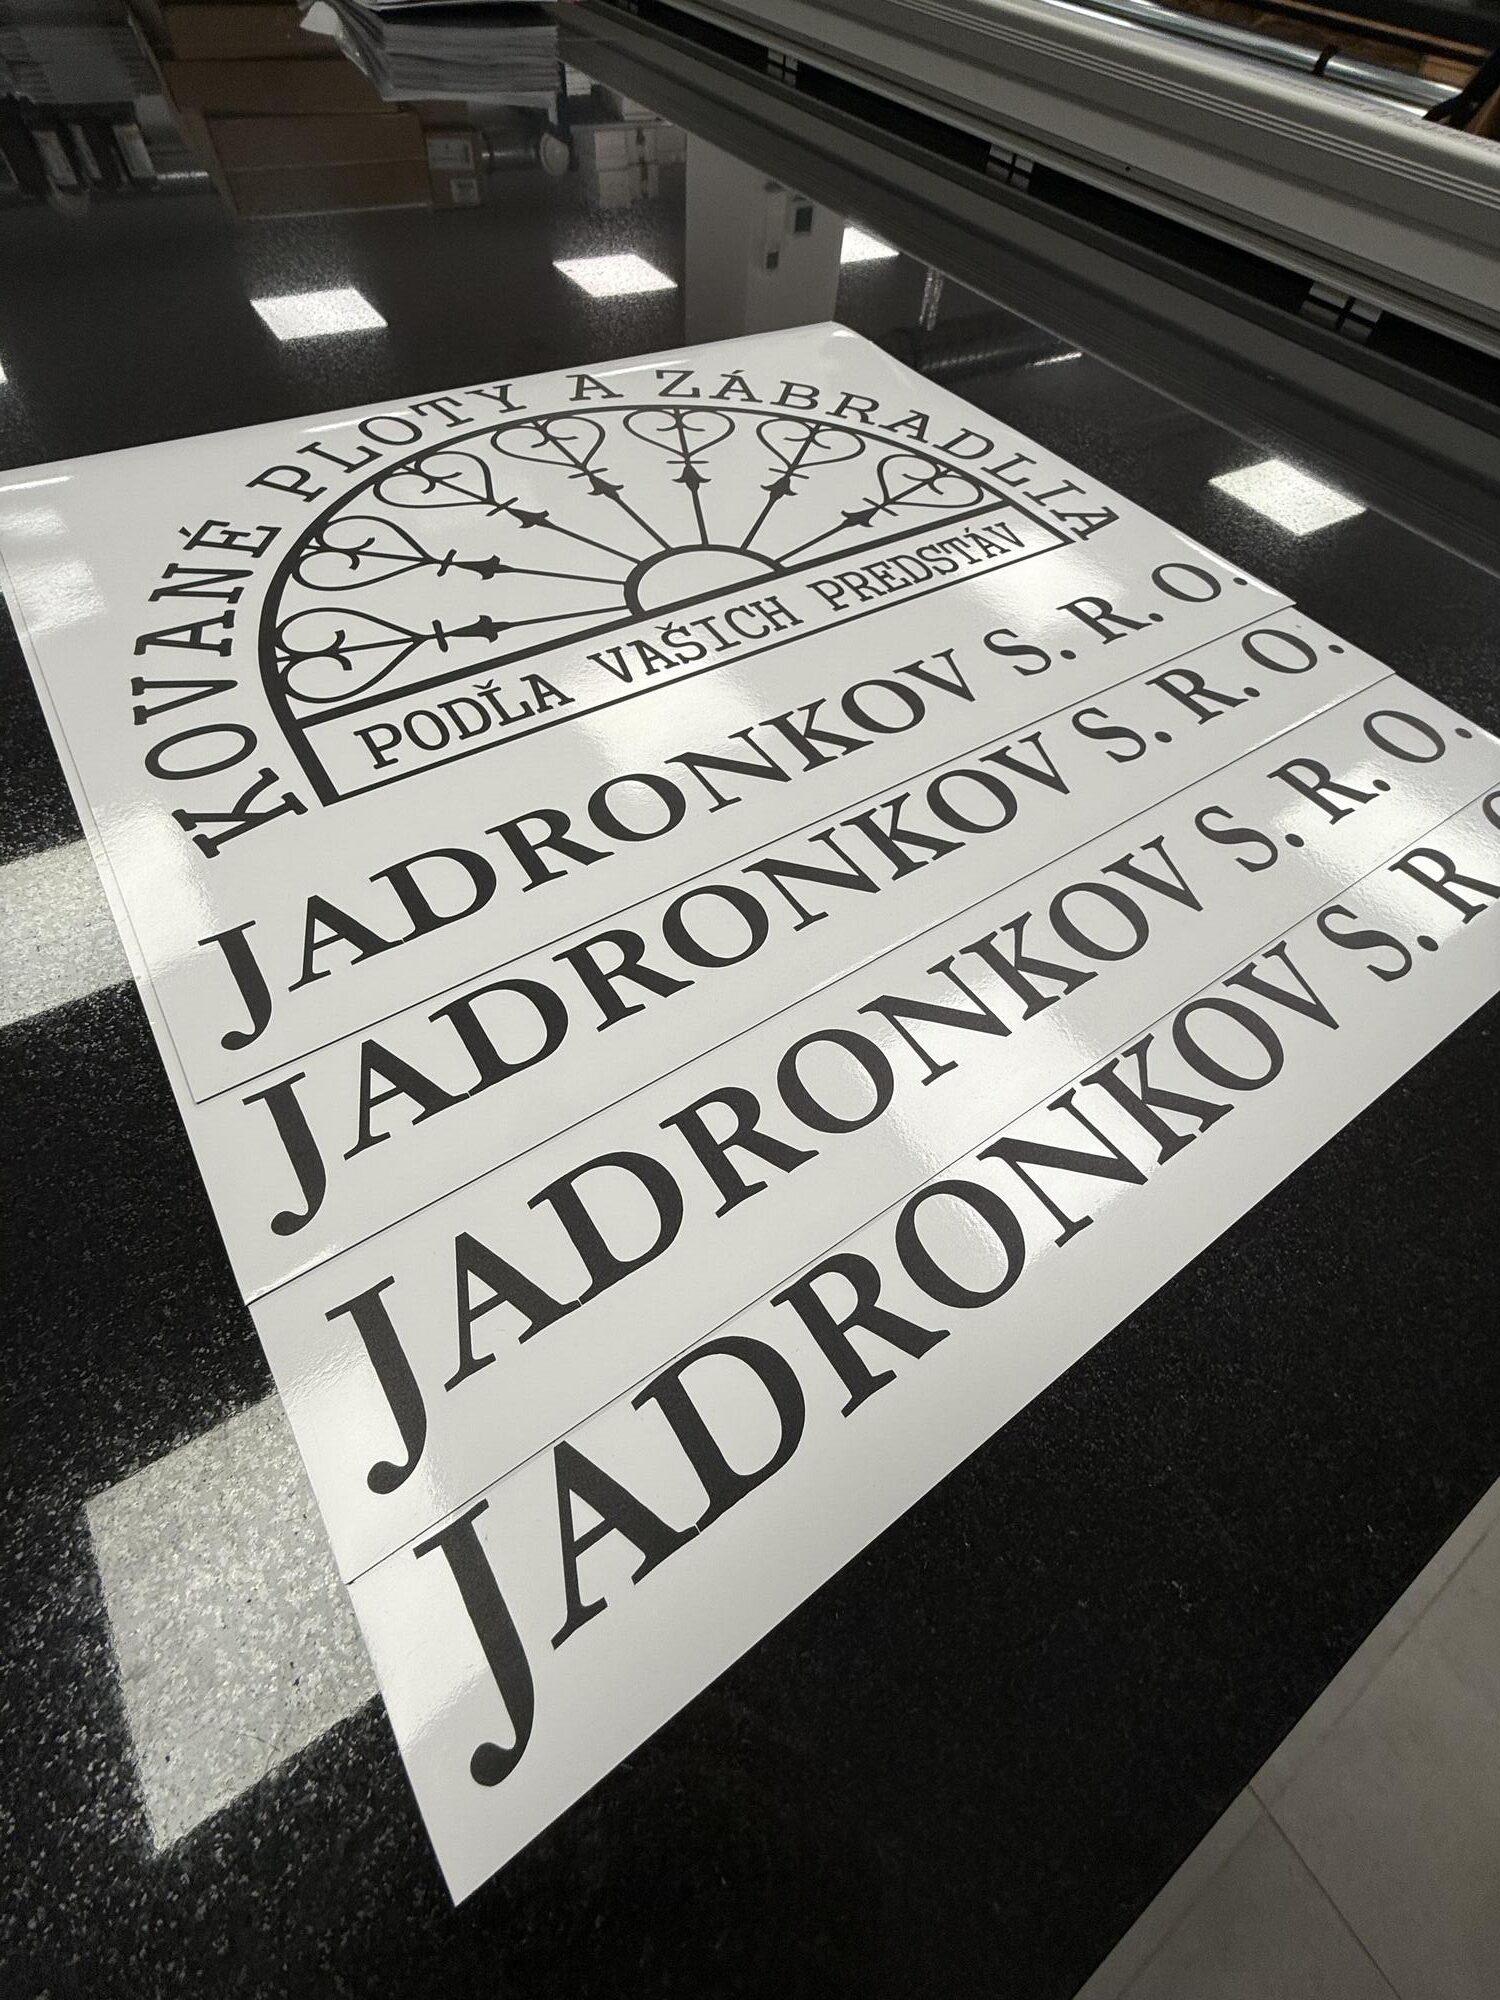 KOVANÉ PLOTY A ZÁBRADLIA
PODĽA VAŠICH PREDSTÁV
JADRONKOV S. R. O.
JADRONKOV S. R. O.
JADRONKOV S. R. O.
JADRONKOV S. R. O